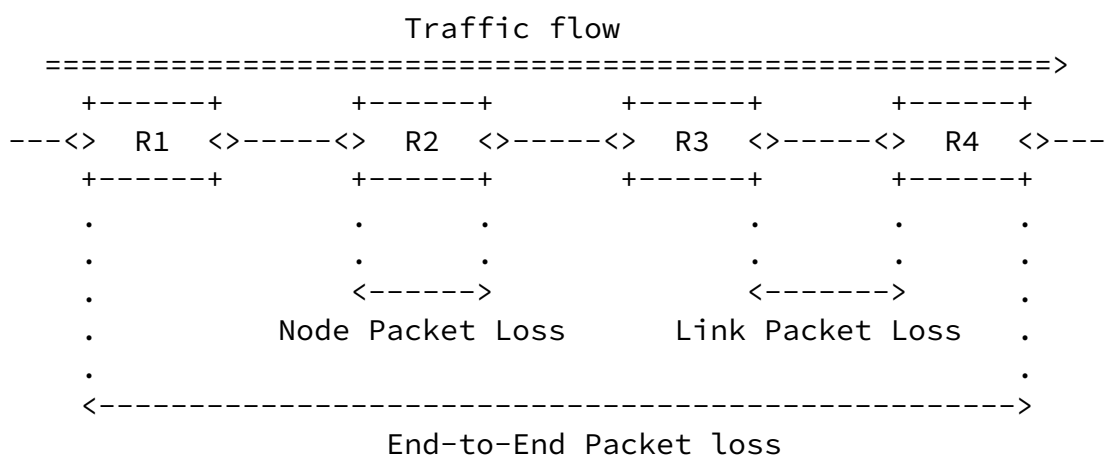 Traffic flow
========================================================>
+------+ +------+ +------+ +------+
---<> R1 <>-----<> R2 <>-----<> R3 <>-----<> R4 <>---
+------+ +------+ +------+ +------+
. . . . .
. . . . .
. <------> <-------> .
. Node Packet Loss Link Packet Loss .
. .
<--------------------------------------------------->
End-to-End Packet loss